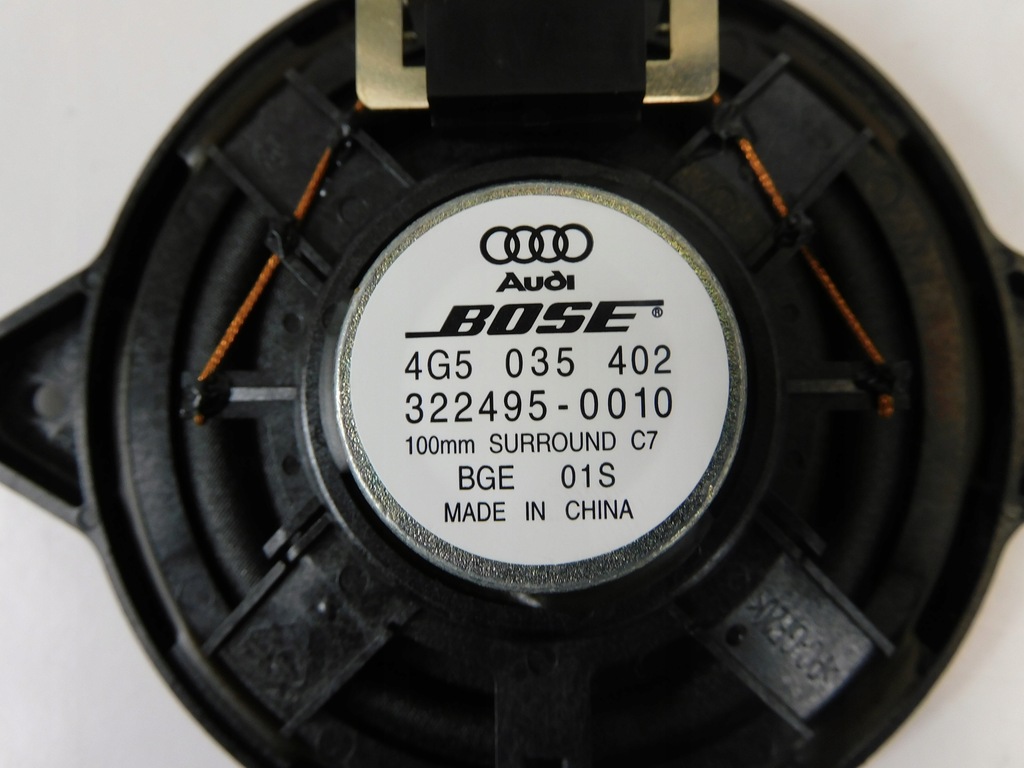 Audi
BOSE®
4G5 035 402
322495-0010
100mm SURROUND C7
BGE 01S
MADE IN CHINA